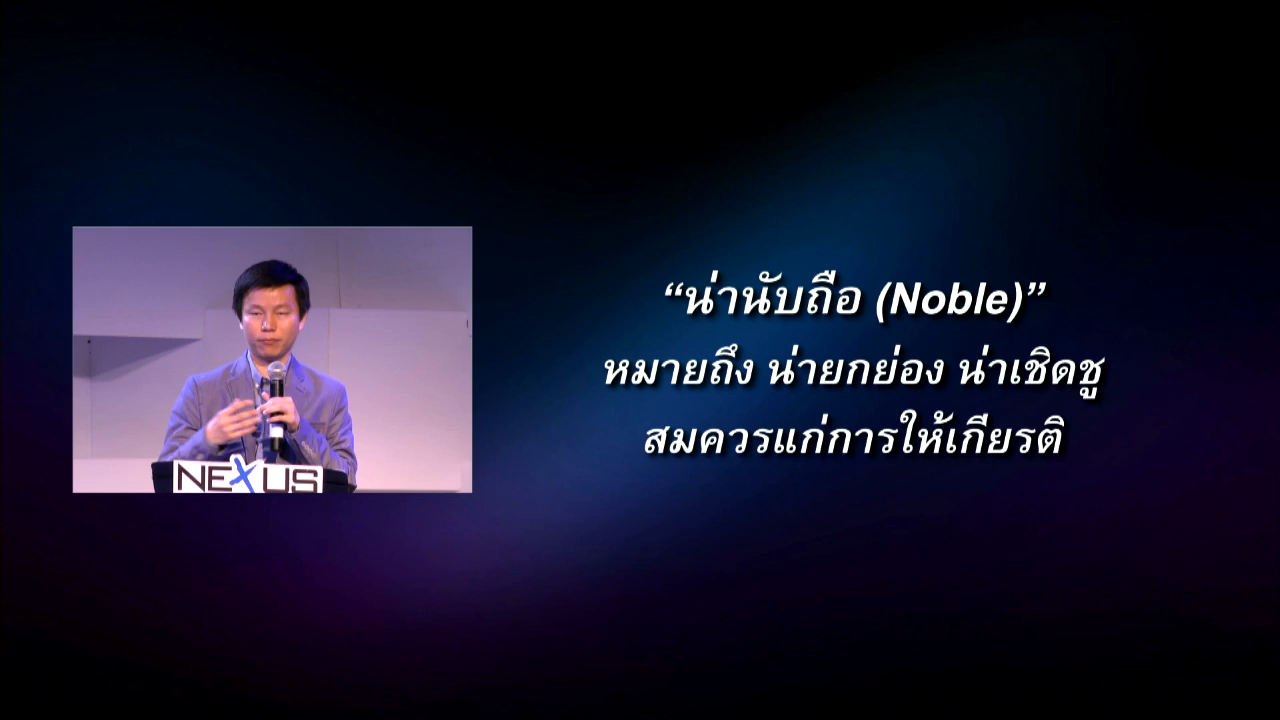 NEXUS
“น่านับถือ (Noble)”
หมายถึง น่ายกย่อง น่าเชิดชู
สมควรแก่การให้เกียรติ